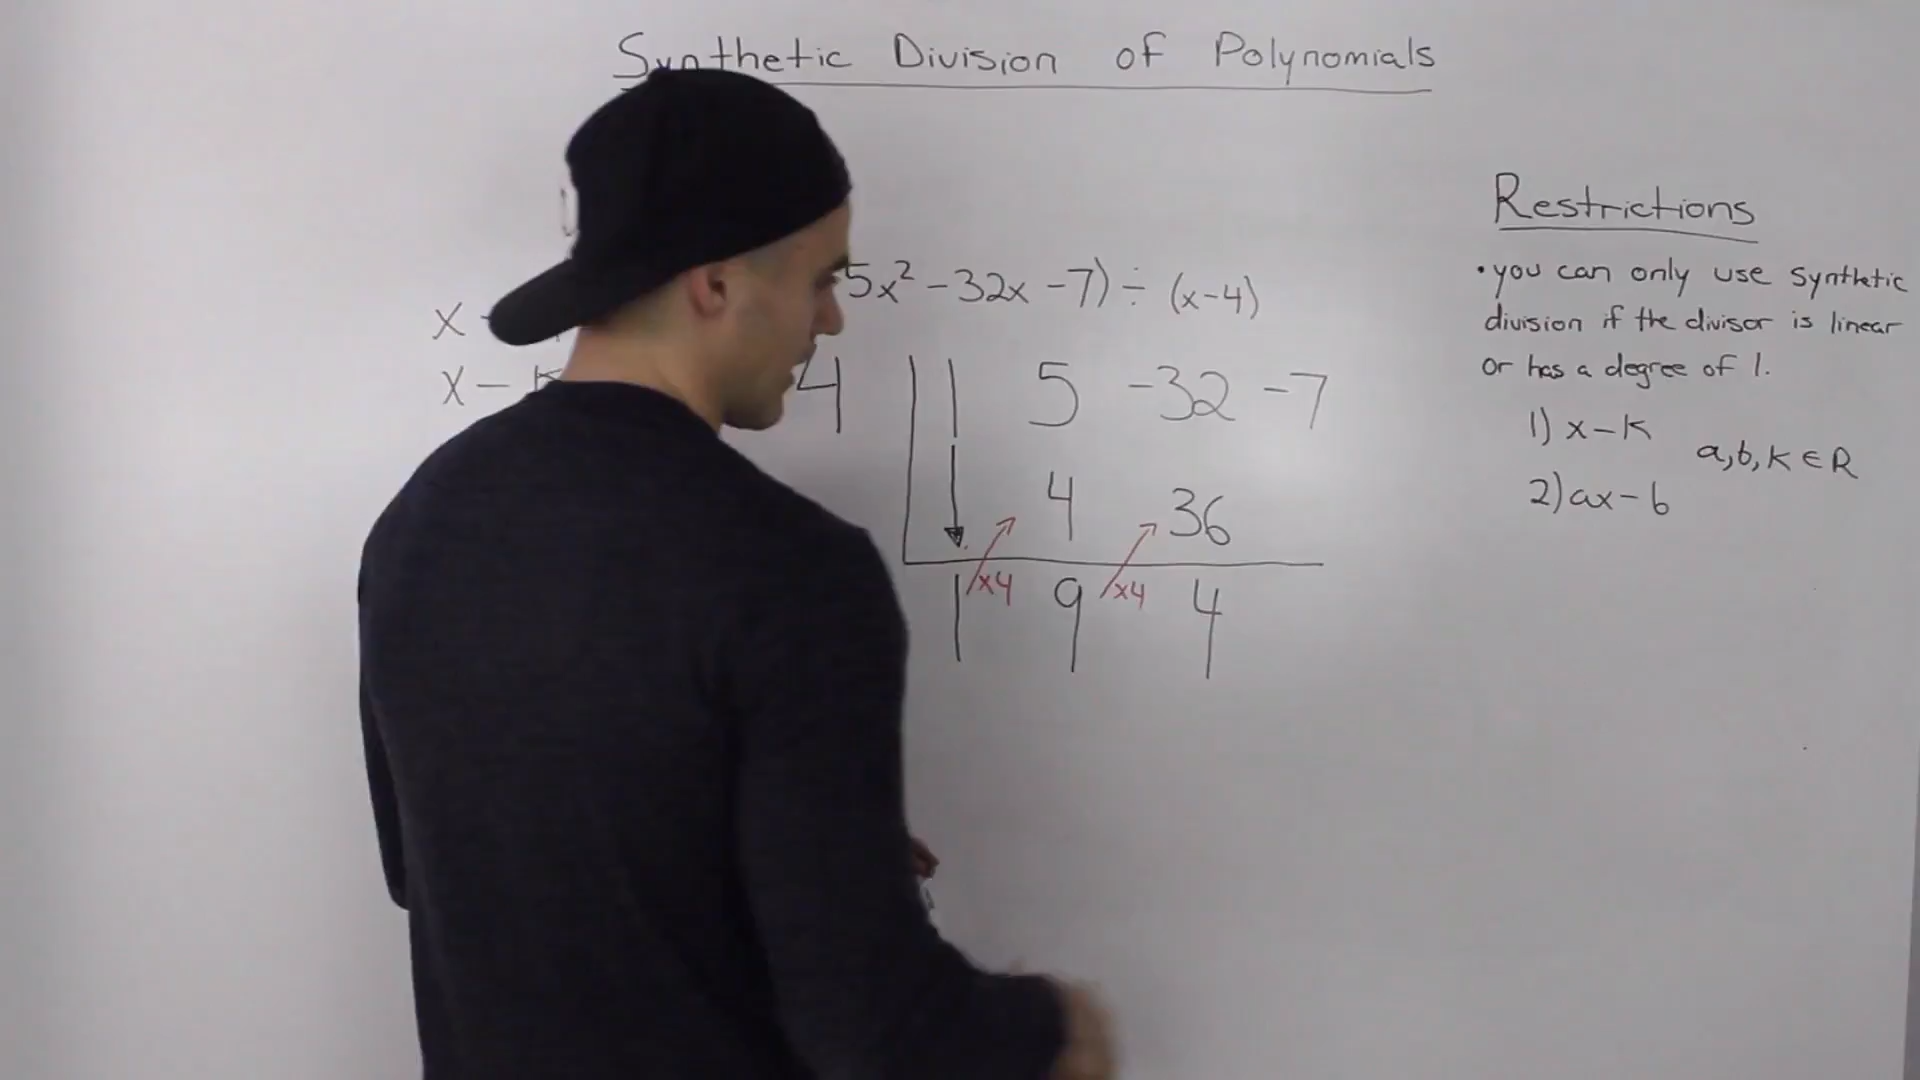 Synthetic Division of Polynomials
5x² - 32x - 7) ÷ (x-4)
x
x - K
4 1 5 -32 -7
4 36
x4 x4
1 9 4
Restrictions
• you can only use synthetic
division if the divisor is linear
or has a degree of 1.
1) x - K
a,b,K ∈ R
2) ax - b